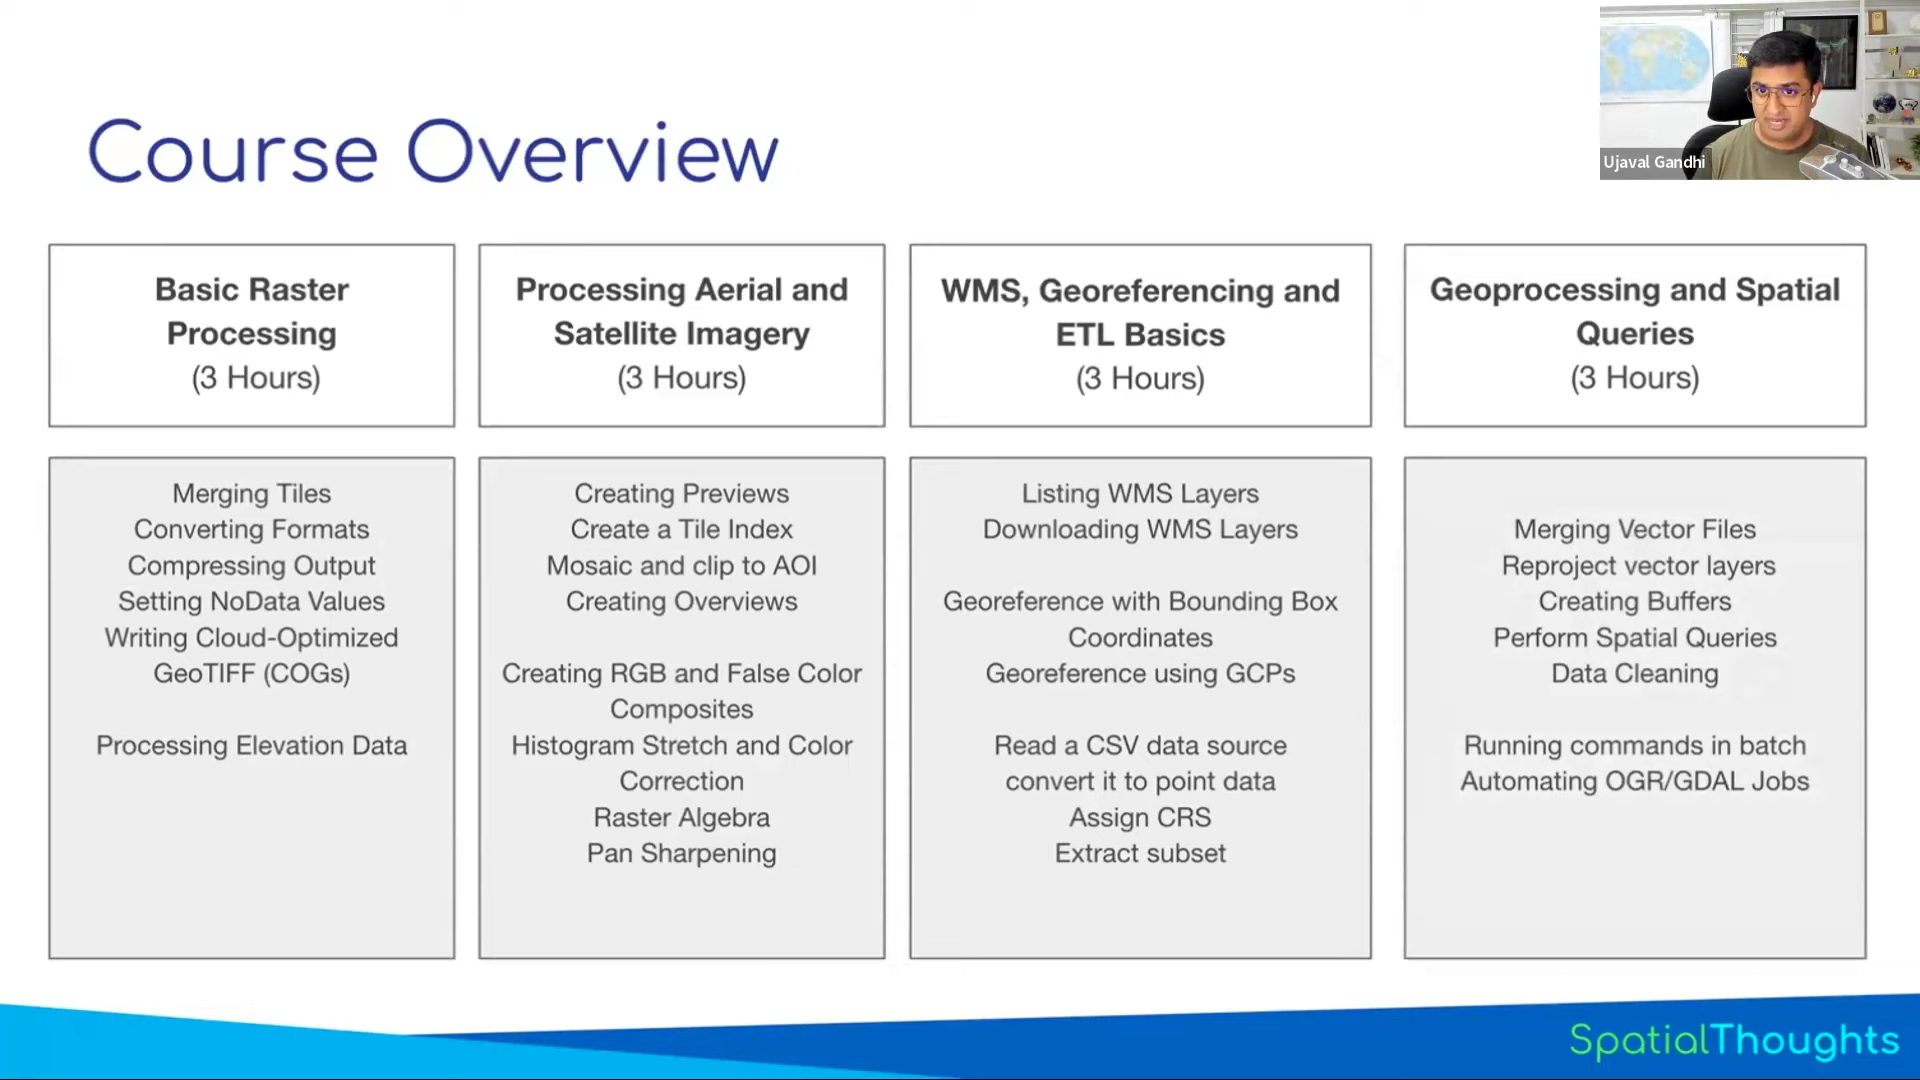 Course Overview
Ujaval Gandhi
Basic Raster
Processing
(3 Hours)
Processing Aerial and
Satellite Imagery
(3 Hours)
WMS, Georeferencing and
ETL Basics
(3 Hours)
Geoprocessing and Spatial
Queries
(3 Hours)
Merging Tiles
Converting Formats
Compressing Output
Setting NoData Values
Writing Cloud-Optimized
GeoTIFF (COGs)
Processing Elevation Data
Creating Previews
Create a Tile Index
Mosaic and clip to AOI
Creating Overviews
Creating RGB and False Color
Composites
Histogram Stretch and Color
Correction
Raster Algebra
Pan Sharpening
Listing WMS Layers
Downloading WMS Layers
Georeference with Bounding Box
Coordinates
Georeference using GCPs
Read a CSV data source
convert it to point data
Assign CRS
Extract subset
Merging Vector Files
Reproject vector layers
Creating Buffers
Perform Spatial Queries
Data Cleaning
Running commands in batch
Automating OGR/GDAL Jobs
SpatialThoughts